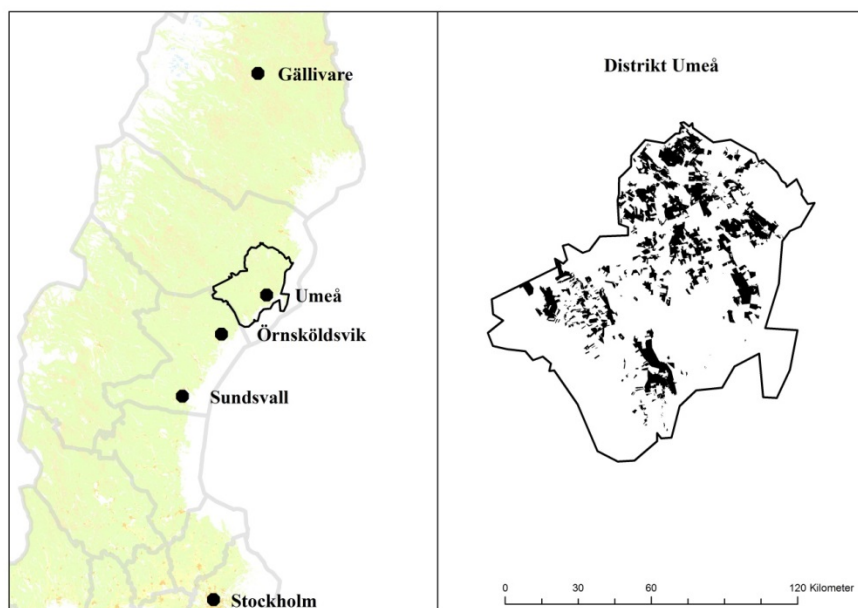 Gällivare
Umeå
Örnsköldsvik
Sundsvall
Stockholm
Distrikt Umeå
0 30 60 120 Kilometer